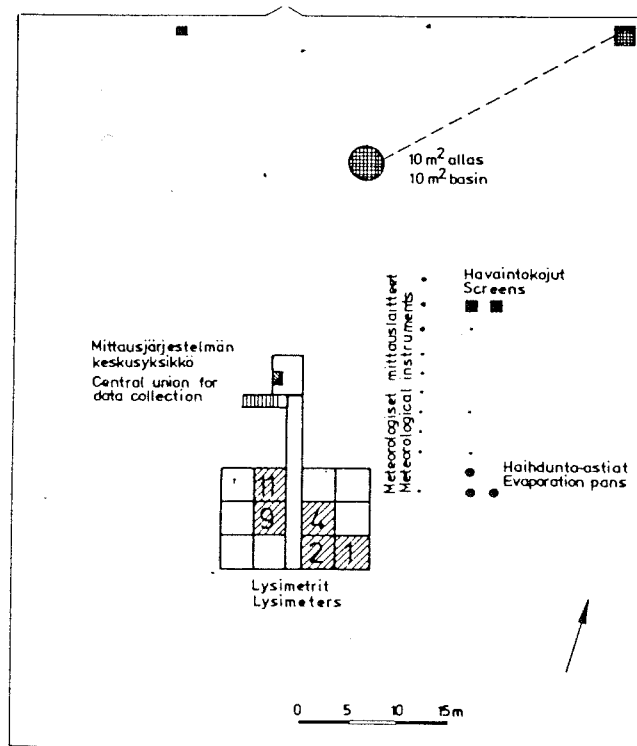 10 m² allas
10 m² basin
Havaintokojut
Screens
Meteorologiset mittauslaitteet
Meteorological instruments
Mittausjärjestelmän
keskusyksikkö
Central union for
data collection
Haihdunta-astiat
Evaporation pans
11
9 4
2 1
Lysimetrit
Lysimeters
0 5 10 15m